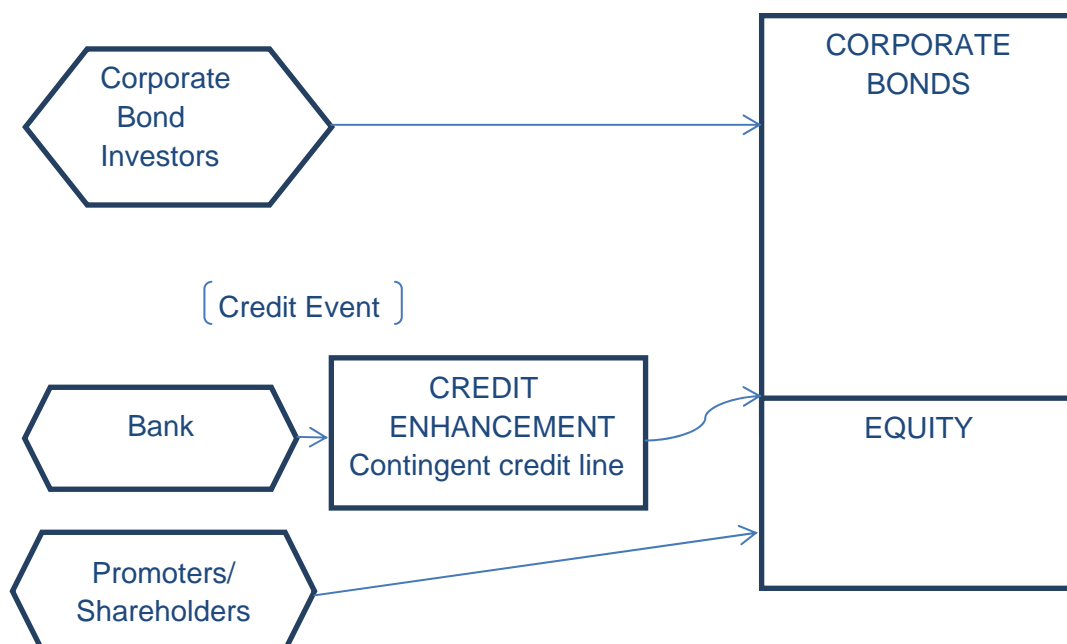 Corporate
Bond
Investors
CORPORATE
BONDS
Credit Event
Bank
CREDIT
ENHANCEMENT
Contingent credit line
EQUITY
Promoters/
Shareholders